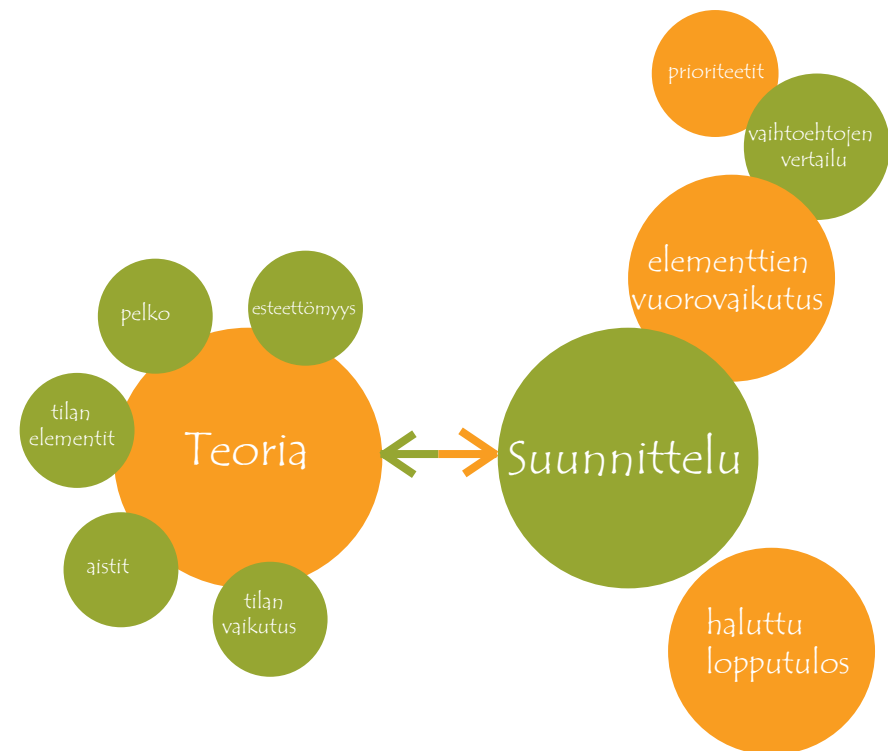 prioriteetit
vaihtoehtojen
vertailu
elementtien
vuorovaikutus
esteettömyys
pelko
tilan
elementit
Teoria
Suunnittelu
aistit
tilan
vaikutus
haluttu
lopputulos